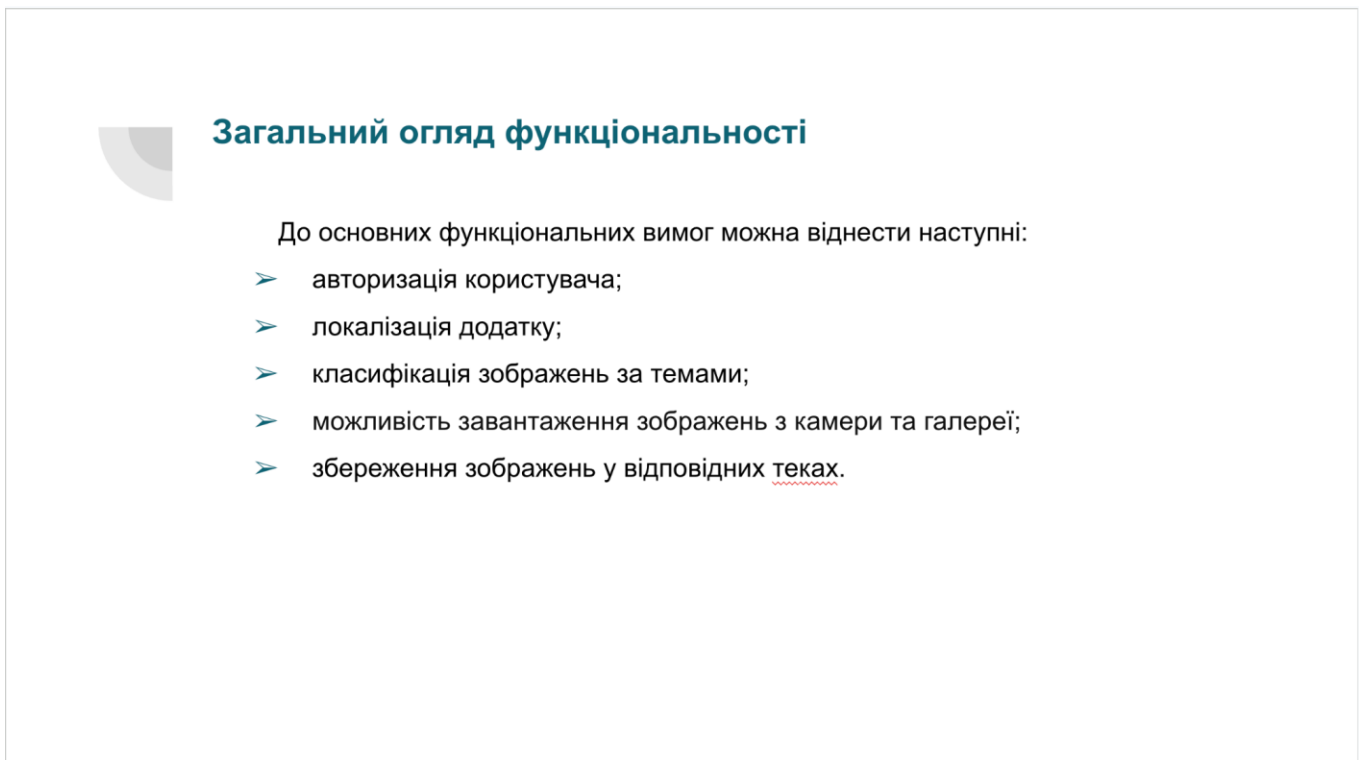 Загальний огляд функціональності
До основних функціональних вимог можна віднести наступні:
➢ авторизація користувача;
➢ локалізація додатку;
➢ класифікація зображень за темами;
➢ можливість завантаження зображень з камери та галереї;
➢ збереження зображень у відповідних теках.